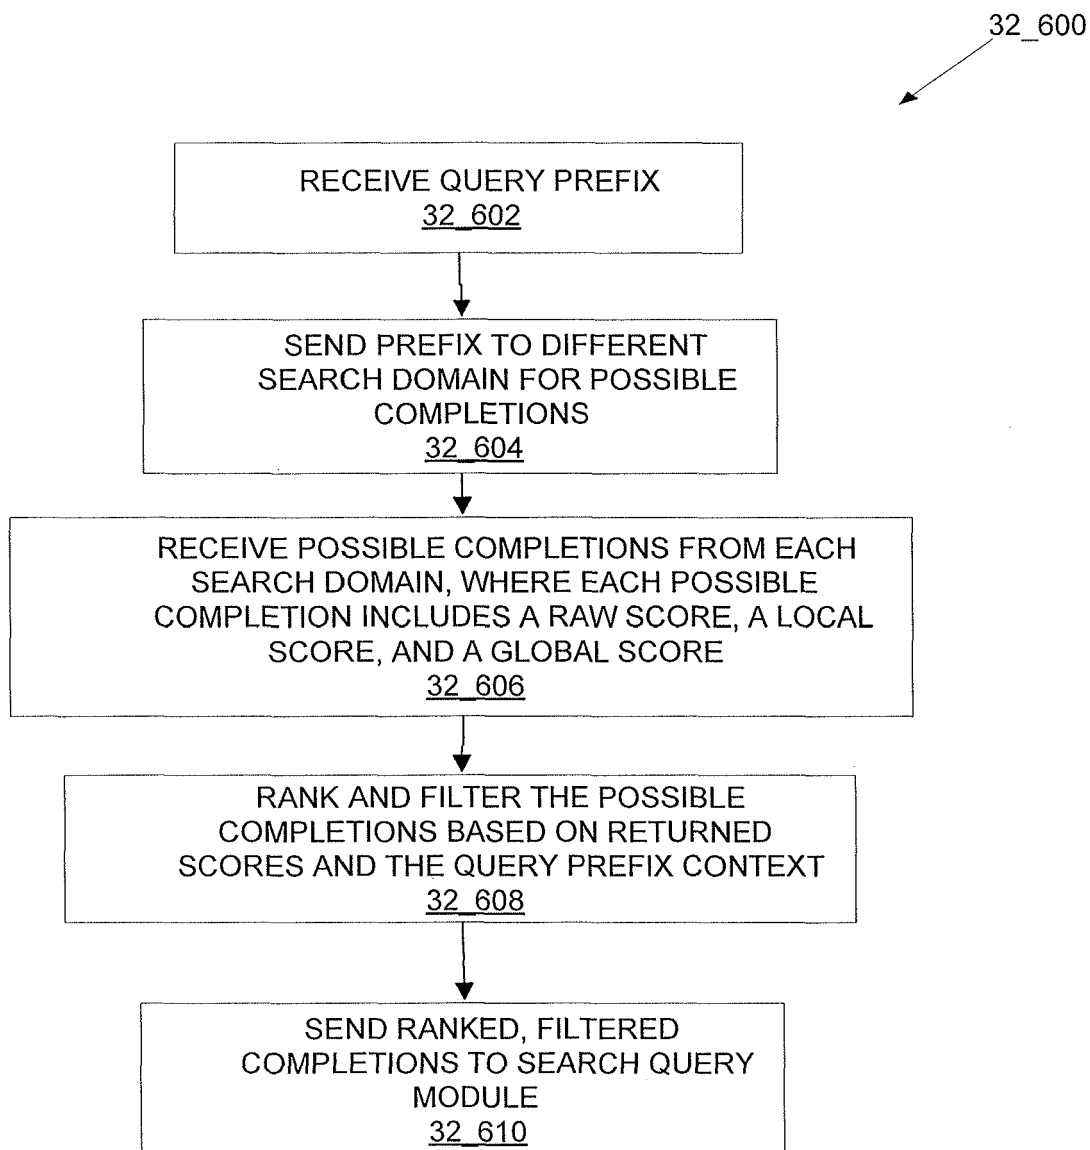 32_600
RECEIVE QUERY PREFIX
32_602
SEND PREFIX TO DIFFERENT
SEARCH DOMAIN FOR POSSIBLE
COMPLETIONS
32_604
RECEIVE POSSIBLE COMPLETIONS FROM EACH
SEARCH DOMAIN, WHERE EACH POSSIBLE
COMPLETION INCLUDES A RAW SCORE, A LOCAL
SCORE, AND A GLOBAL SCORE
32_606
RANK AND FILTER THE POSSIBLE
COMPLETIONS BASED ON RETURNED
SCORES AND THE QUERY PREFIX CONTEXT
32_608
SEND RANKED, FILTERED
COMPLETIONS TO SEARCH QUERY
MODULE
32_610